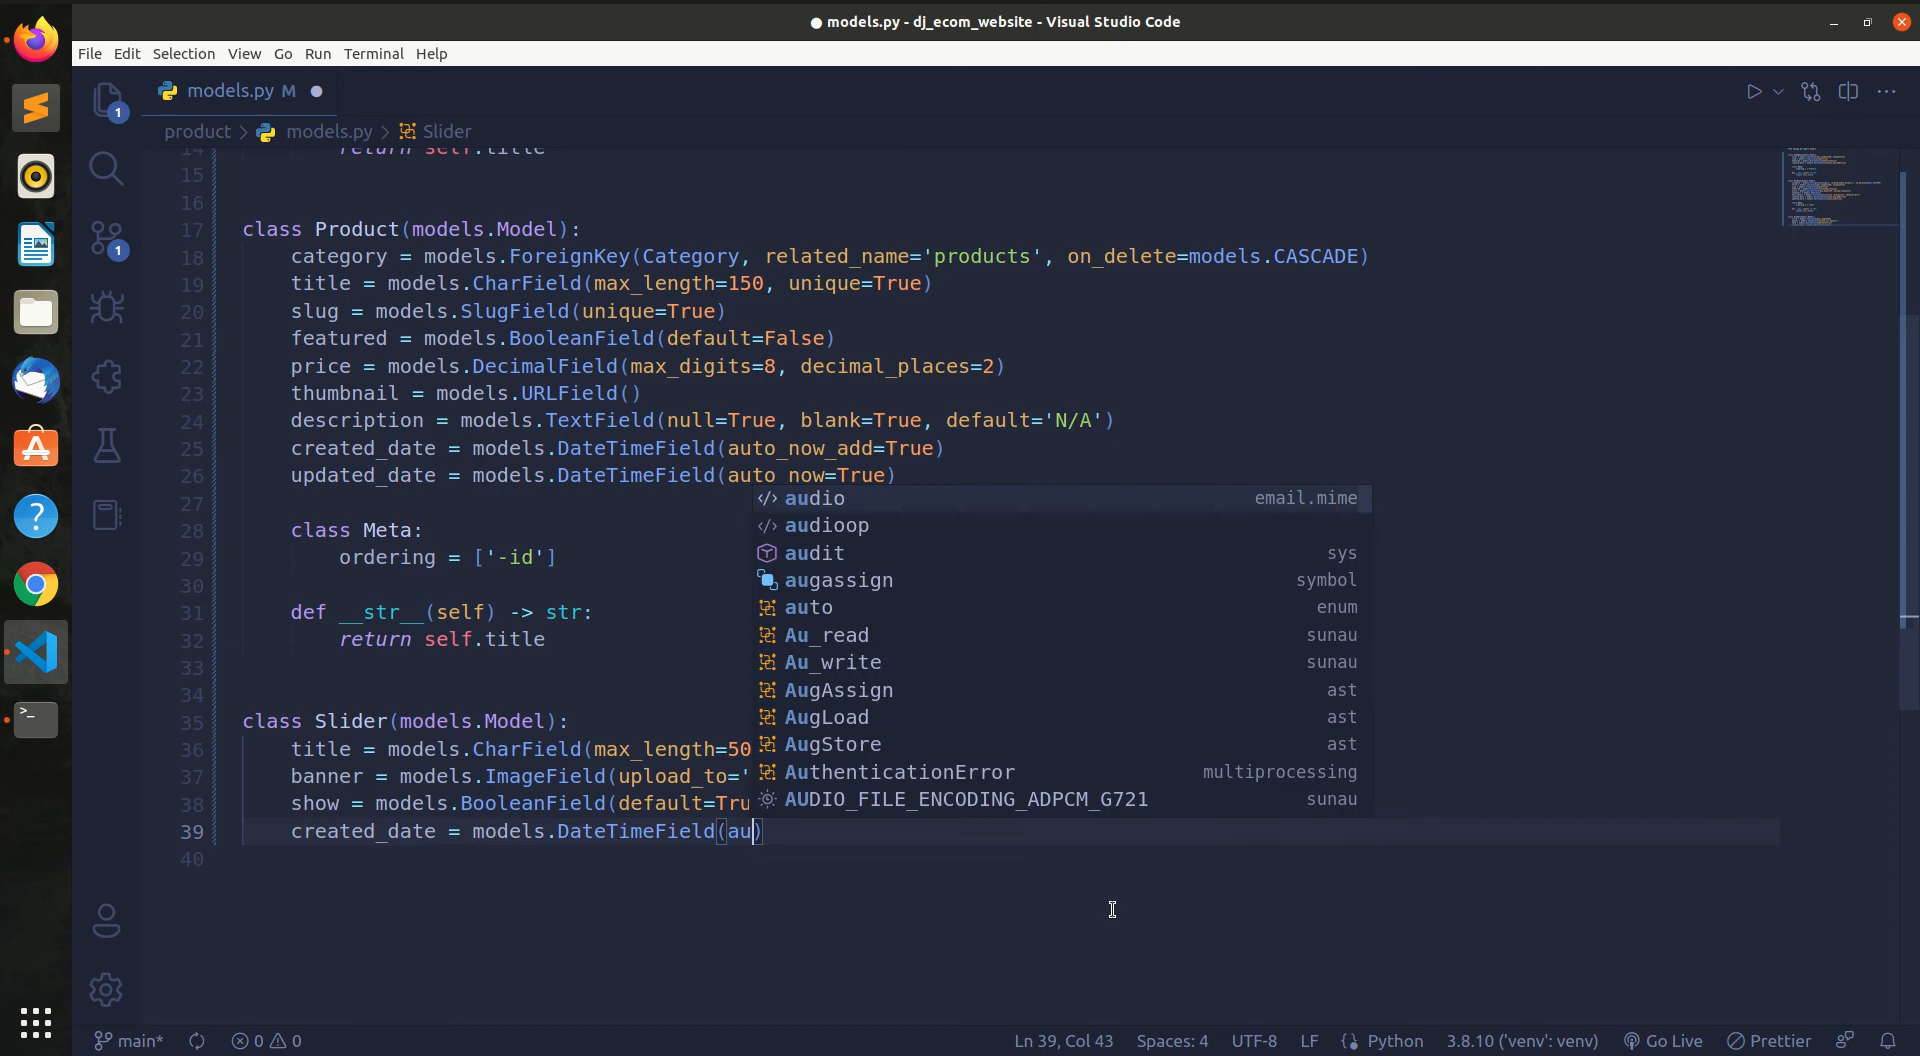 models.py - dj_ecom_website - Visual Studio Code
File Edit Selection View Go Run Terminal Help
1
models.py M
product > models.py > Slider
14 return self.title
15
16
17 class Product(models.Model):
18 category = models.ForeignKey(Category, related_name='products', on_delete=models.CASCADE)
19 title = models.CharField(max_length=150, unique=True)
20 slug = models.SlugField(unique=True)
21 featured = models.BooleanField(default=False)
22 price = models.DecimalField(max_digits=8, decimal_places=2)
23 thumbnail = models.URLField()
24 description = models.TextField(null=True, blank=True, default='N/A')
25 created_date = models.DateTimeField(auto_now_add=True)
26 updated_date = models.DateTimeField(auto_now=True)
27
28 class Meta:
29 ordering = ['-id']
30
31 def __str__(self) -> str:
32 return self.title
33
34
35 class Slider(models.Model):
36 title = models.CharField(max_length=50
37 banner = models.ImageField(upload_to='
38 show = models.BooleanField(default=Tru
39 created_date = models.DateTimeField(au)
40
1
audio email.mime
audioop
audit sys
augassign symbol
auto enum
Au_read sunau
Au_write sunau
AugAssign ast
AugLoad ast
AugStore ast
AuthenticationError multiprocessing
AUDIO_FILE_ENCODING_ADPCM_G721 sunau
main* 0 0 Ln 39, Col 43 Spaces: 4 UTF-8 LF Python 3.8.10 ('venv': venv) Go Live Prettier